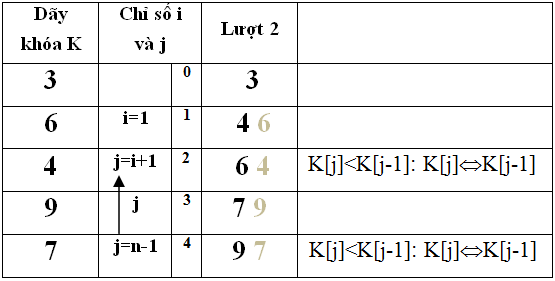 Dãy khóa K Chỉ số i và j Lượt 2
3 0 3
6 i=1 1 4 6
4 j=i+1 2 6 4 K[j]<K[j-1]: K[j]⇔K[j-1]
9 j 3 7 9
7 j=n-1 4 9 7 K[j]<K[j-1]: K[j]⇔K[j-1]